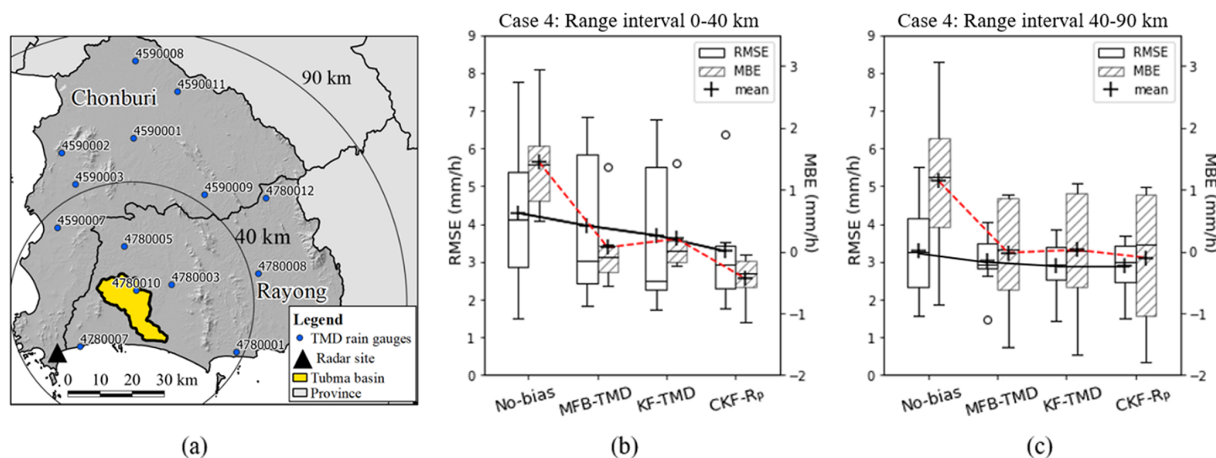 4590008
90 km
4590011
Chonburi
4590001
4590002
4590003
4590009
4780012
4590007
40 km
4780005
4780008
4780010
4780003
Rayong
4780007
4780001
0 10 20 30 km
Legend
TMD rain gauges
Radar site
Tubma basin
Province
(a)
Case 4: Range interval 0-40 km
RMSE (mm/h)
9
8
7
6
5
4
3
2
1
0
RMSE
MBE
mean
3
2
1
0
−1
−2
MBE (mm/h)
No-bias
MFB-TMD
KF-TMD
CKF-Rp
(b)
Case 4: Range interval 40-90 km
RMSE (mm/h)
9
8
7
6
5
4
3
2
1
0
RMSE
MBE
mean
3
2
1
0
−1
−2
MBE (mm/h)
No-bias
MFB-TMD
KF-TMD
CKF-Rp
(c)